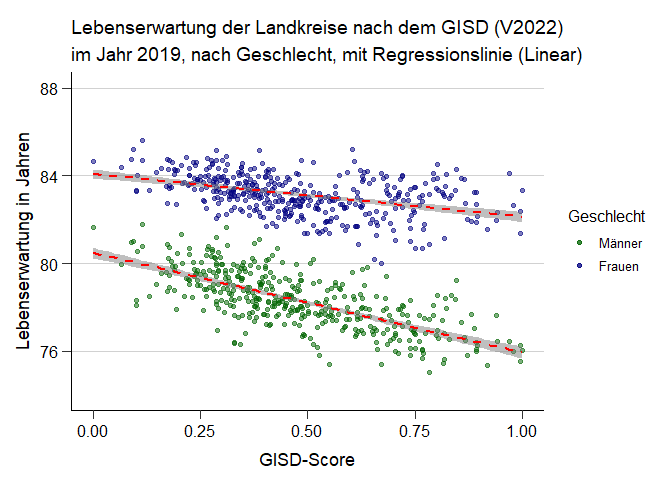 Lebenserwartung der Landkreise nach dem GISD (V2022)
im Jahr 2019, nach Geschlecht, mit Regressionslinie (Linear)
Lebenserwartung in Jahren
88
84
80
76
0.00 0.25 0.50 0.75 1.00
GISD-Score
Geschlecht
Männer
Frauen